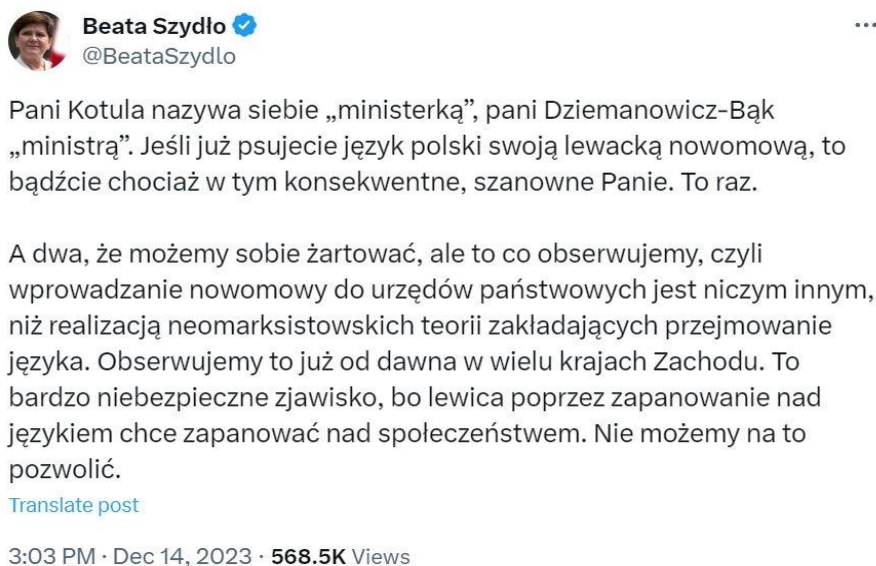 Beata Szydło
@BeataSzydlo
Pani Kotula nazywa siebie „ministerką”, pani Dziemanowicz-Bąk
„ministrą”. Jeśli już psujecie język polski swoją lewacką nowomową, to
bądźcie chociaż w tym konsekwentne, szanowne Panie. To raz.
A dwa, że możemy sobie żartować, ale to co obserwujemy, czyli
wprowadzanie nowomowy do urzędów państwowych jest niczym innym,
niż realizacją neomarksistowskich teorii zakładających przejmowanie
języka. Obserwujemy to już od dawna w wielu krajach Zachodu. To
bardzo niebezpieczne zjawisko, bo lewica poprzez zapanowanie nad
językiem chce zapanować nad społeczeństwem. Nie możemy na to
pozwolić.
Translate post
3:03 PM · Dec 14, 2023 · 568.5K Views